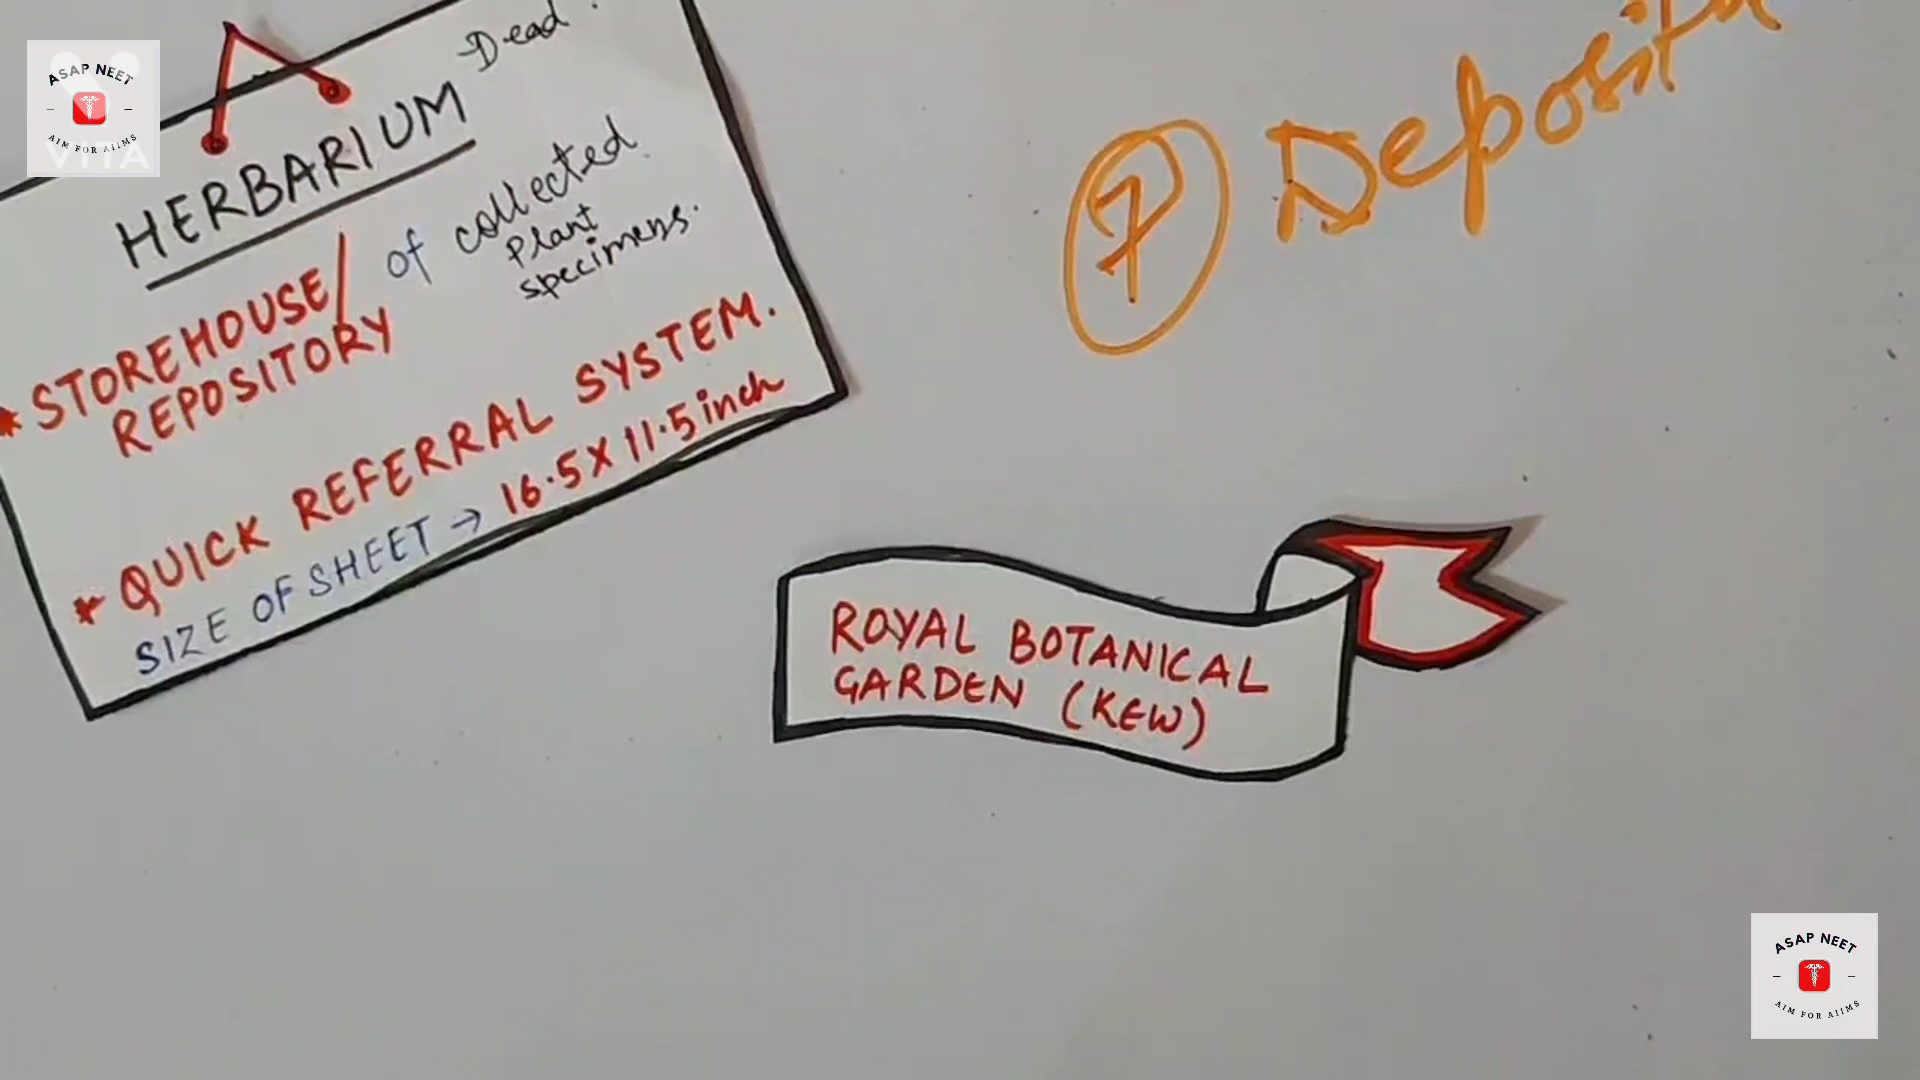 ASAP NEET
AIM FOR AIIMS
VITA
HERBARIUM Dead.
* STOREHOUSE/ of collected
REPOSITORY Plant
specimens.
* QUICK REFERRAL SYSTEM.
SIZE OF SHEET → 16.5 X 11.5 inch
7 Deposit
ROYAL BOTANICAL
GARDEN (KEW)
ASAP NEET
AIM FOR AIIMS